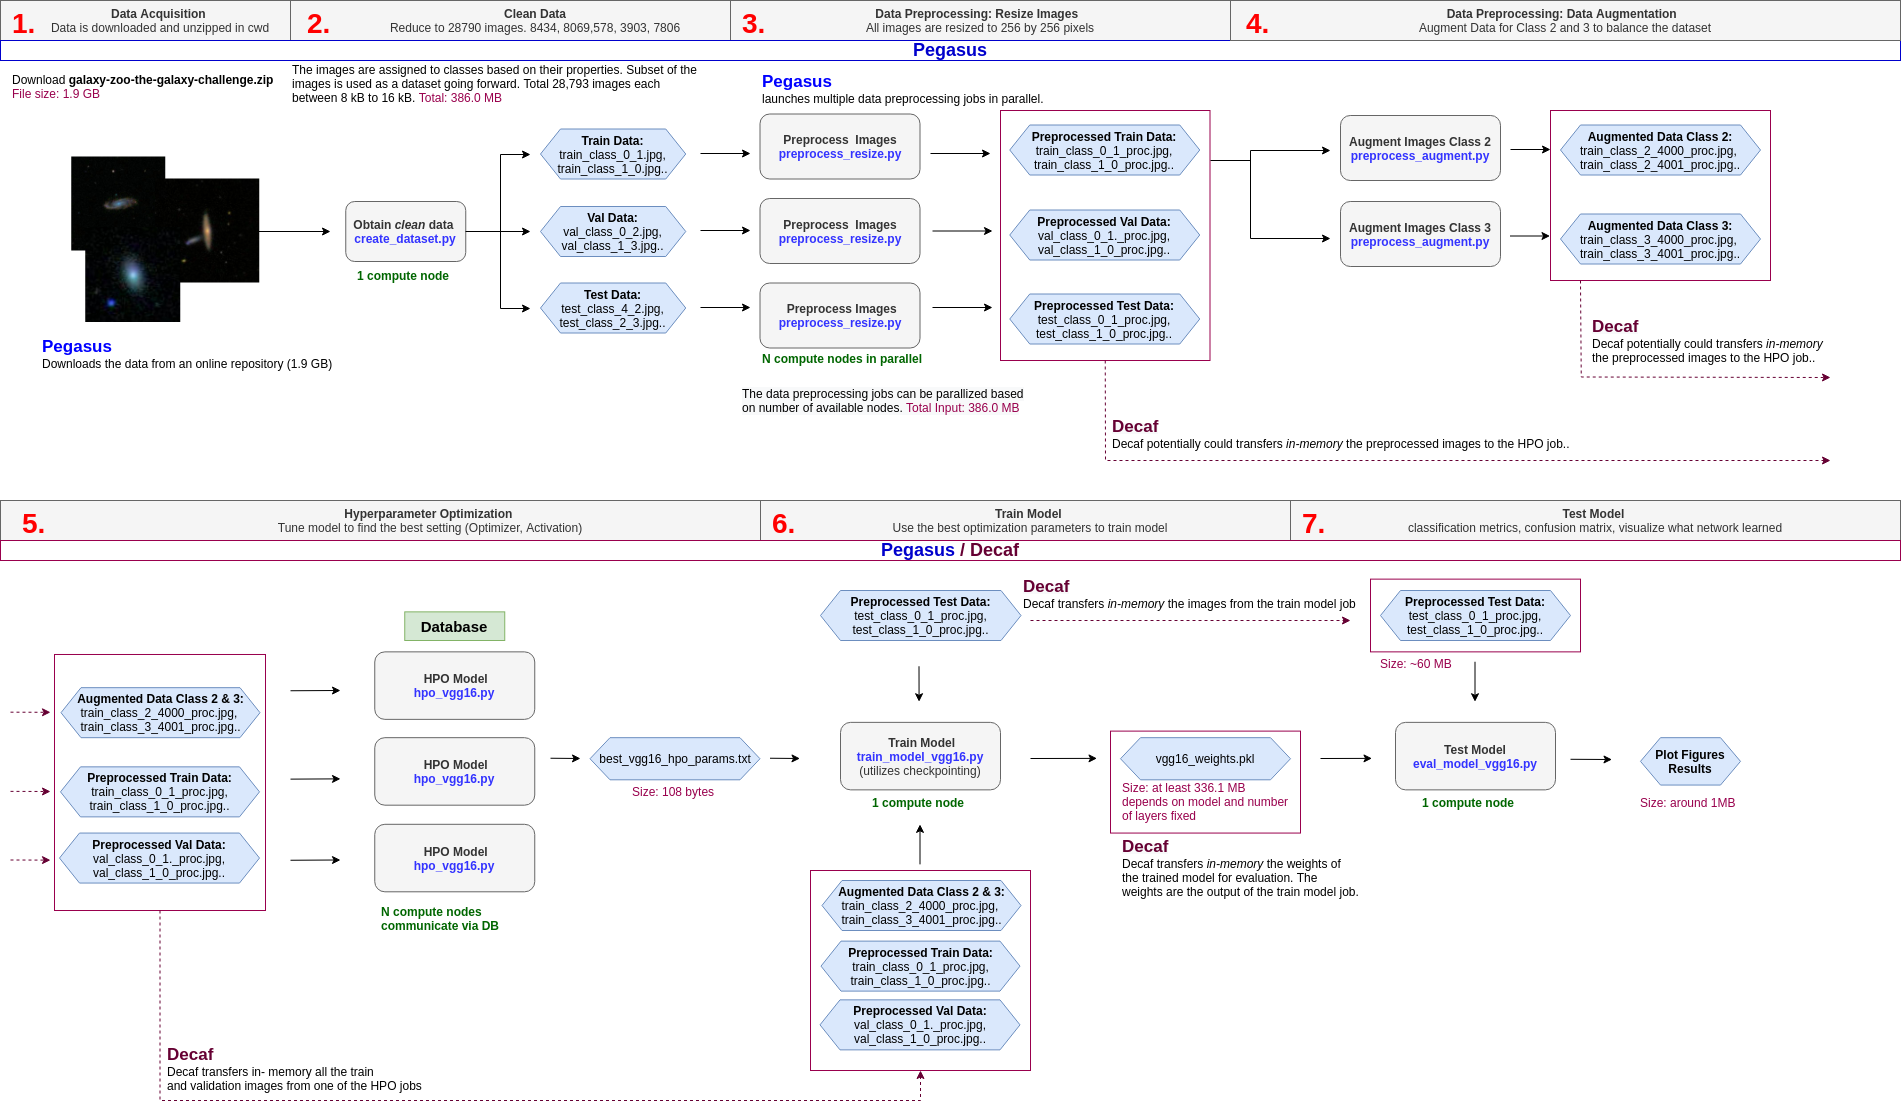 1.
Data Acquisition
Data is downloaded and unzipped in cwd
2.
Clean Data
Reduce to 28790 images. 8434, 8069,578, 3903, 7806
3.
Data Preprocessing: Resize Images
All images are resized to 256 by 256 pixels
4.
Data Preprocessing: Data Augmentation
Augment Data for Class 2 and 3 to balance the dataset
Pegasus
Download galaxy-zoo-the-galaxy-challenge.zip
File size: 1.9 GB
Pegasus
Downloads the data from an online repository (1.9 GB)
The images are assigned to classes based on their properties. Subset of the
images is used as a dataset going forward. Total 28,793 images each
between 8 kB to 16 kB. Total: 386.0 MB
Obtain clean data
create_dataset.py
1 compute node
Train Data:
train_class_0_1.jpg,
train_class_1_0.jpg..
Val Data:
val_class_0_2.jpg,
val_class_1_3.jpg..
Test Data:
test_class_4_2.jpg,
test_class_2_3.jpg..
Pegasus
launches multiple data preprocessing jobs in parallel.
Preprocess Images
preprocess_resize.py
Preprocess Images
preprocess_resize.py
Preprocess Images
preprocess_resize.py
N compute nodes in parallel
The data preprocessing jobs can be parallized based
on number of available nodes. Total Input: 386.0 MB
Preprocessed Train Data:
train_class_0_1_proc.jpg,
train_class_1_0_proc.jpg..
Preprocessed Val Data:
val_class_0_1._proc.jpg,
val_class_1_0_proc.jpg..
Preprocessed Test Data:
test_class_0_1_proc.jpg,
test_class_1_0_proc.jpg..
Decaf
Decaf potentially could transfers in-memory the preprocessed images to the HPO job..
Augment Images Class 2
preprocess_augment.py
Augment Images Class 3
preprocess_augment.py
Augmented Data Class 2:
train_class_2_4000_proc.jpg,
train_class_2_4001_proc.jpg..
Augmented Data Class 3:
train_class_3_4000_proc.jpg,
train_class_3_4001_proc.jpg..
Decaf
Decaf potentially could transfers in-memory
the preprocessed images to the HPO job..
5.
Hyperparameter Optimization
Tune model to find the best setting (Optimizer, Activation)
6.
Train Model
Use the best optimization parameters to train model
7.
Test Model
classification metrics, confusion matrix, visualize what network learned
Pegasus / Decaf
Augmented Data Class 2 & 3:
train_class_2_4000_proc.jpg,
train_class_3_4001_proc.jpg..
Preprocessed Train Data:
train_class_0_1_proc.jpg,
train_class_1_0_proc.jpg..
Preprocessed Val Data:
val_class_0_1._proc.jpg,
val_class_1_0_proc.jpg..
Decaf
Decaf transfers in- memory all the train
and validation images from one of the HPO jobs
Database
HPO Model
hpo_vgg16.py
HPO Model
hpo_vgg16.py
HPO Model
hpo_vgg16.py
N compute nodes
communicate via DB
best_vgg16_hpo_params.txt
Size: 108 bytes
Preprocessed Test Data:
test_class_0_1_proc.jpg,
test_class_1_0_proc.jpg..
Decaf
Decaf transfers in-memory the images from the train model job
Train Model
train_model_vgg16.py
(utilizes checkpointing)
1 compute node
Augmented Data Class 2 & 3:
train_class_2_4000_proc.jpg,
train_class_3_4001_proc.jpg..
Preprocessed Train Data:
train_class_0_1_proc.jpg,
train_class_1_0_proc.jpg..
Preprocessed Val Data:
val_class_0_1._proc.jpg,
val_class_1_0_proc.jpg..
vgg16_weights.pkl
Size: at least 336.1 MB
depends on model and number
of layers fixed
Decaf
Decaf transfers in-memory the weights of
the trained model for evaluation. The
weights are the output of the train model job.
Preprocessed Test Data:
test_class_0_1_proc.jpg,
test_class_1_0_proc.jpg..
Size: ~60 MB
Test Model
eval_model_vgg16.py
1 compute node
Plot Figures
Results
Size: around 1MB